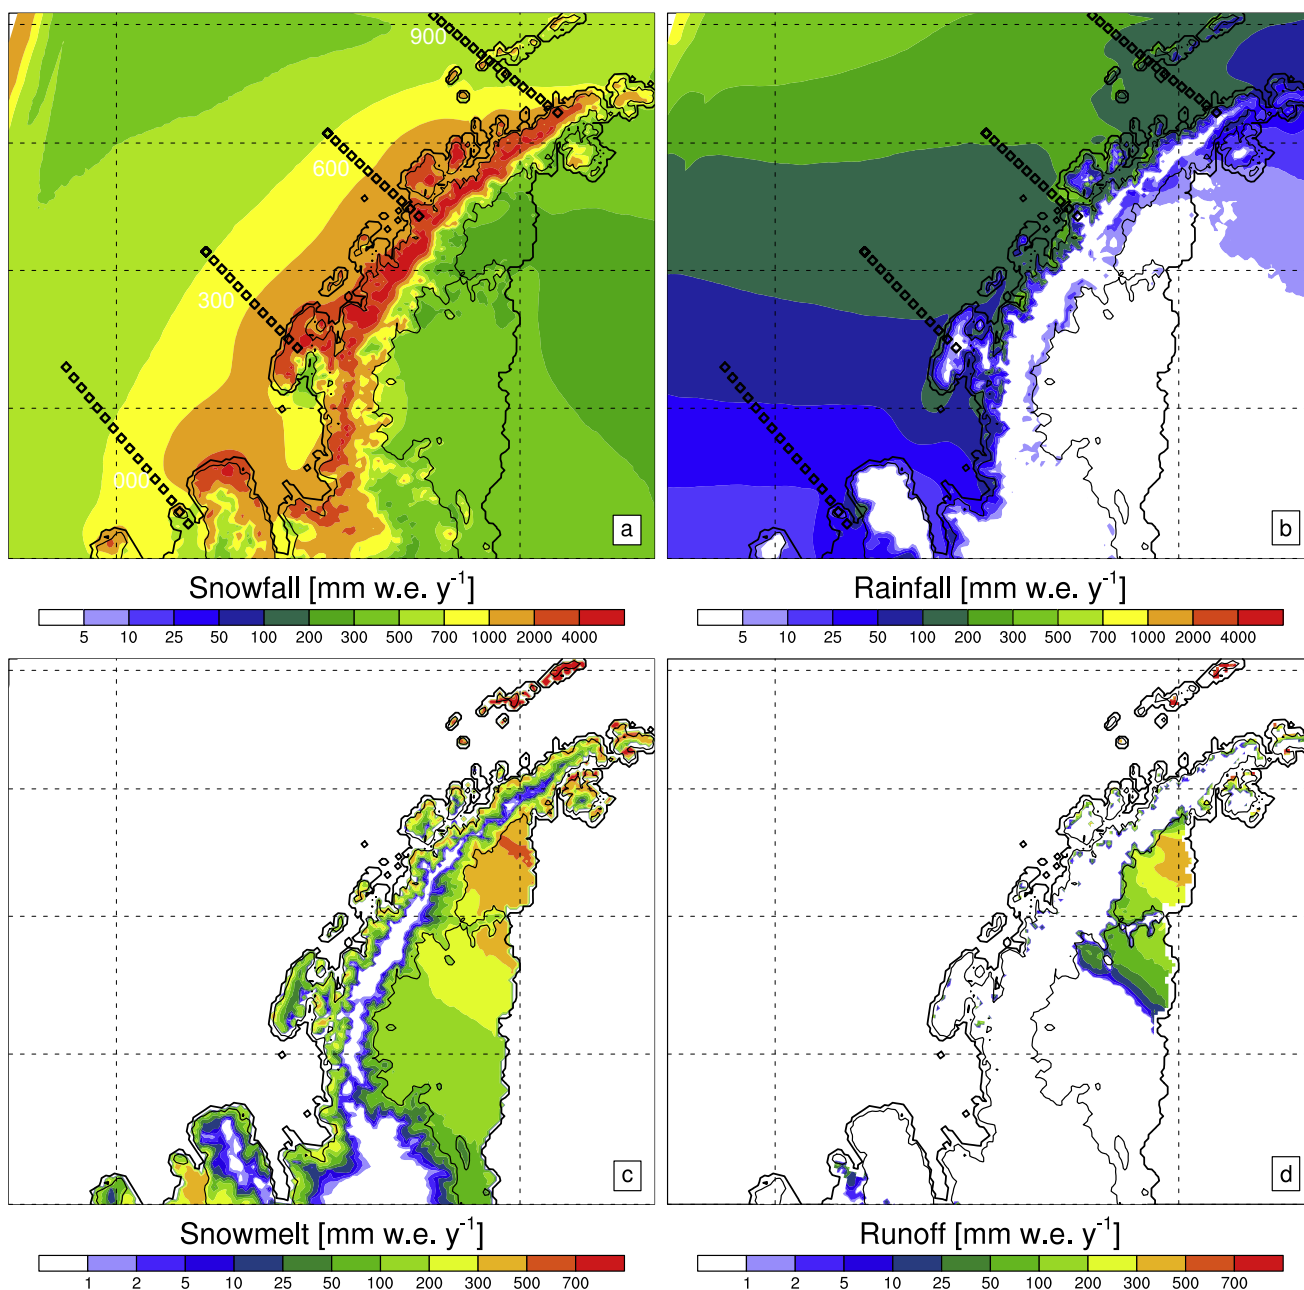 900
600
300
000
a
b
Snowfall [mm w.e. y-1]
Rainfall [mm w.e. y-1]
5 10 25 50 100 200 300 500 700 1000 2000 4000
5 10 25 50 100 200 300 500 700 1000 2000 4000
c
d
Snowmelt [mm w.e. y-1]
Runoff [mm w.e. y-1]
1 2 5 10 25 50 100 200 300 500 700
1 2 5 10 25 50 100 200 300 500 700